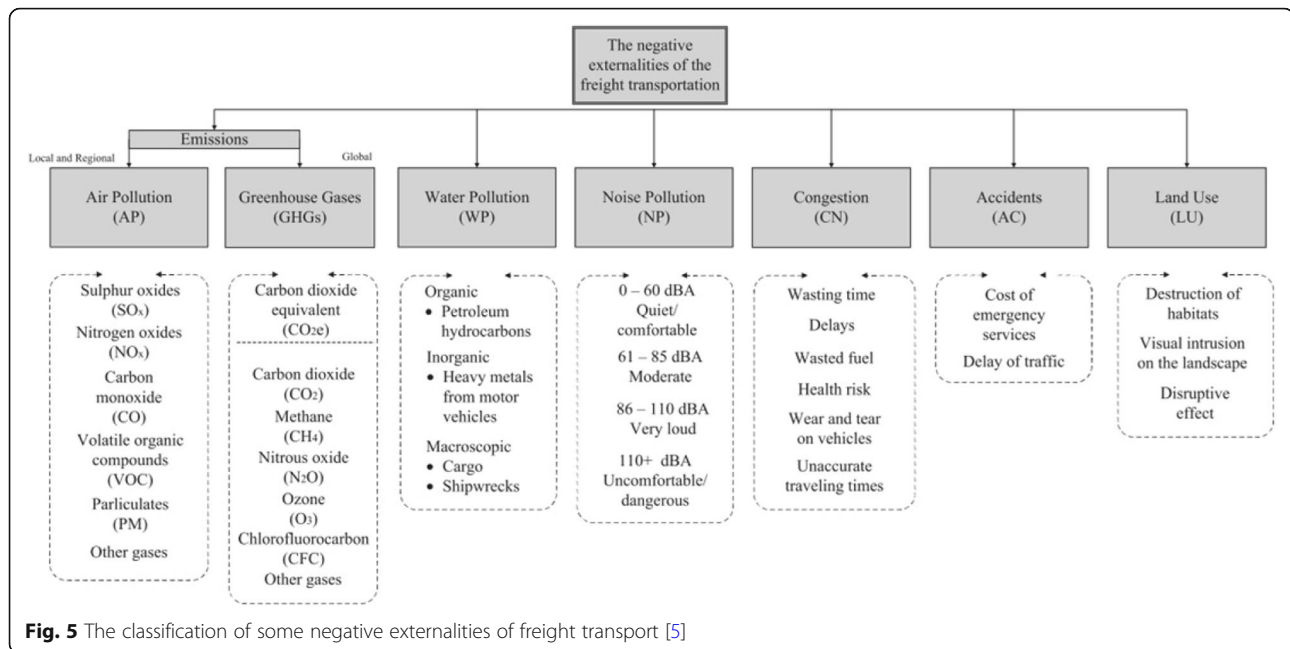 The negative
externalities of the
freight transportation
Emissions
Local and Regional
Global
Air Pollution
(AP)
Greenhouse Gases
(GHGs)
Water Pollution
(WP)
Noise Pollution
(NP)
Congestion
(CN)
Accidents
(AC)
Land Use
(LU)
Sulphur oxides
(SOx)
Nitrogen oxides
(NOx)
Carbon
monoxide
(CO)
Volatile organic
compounds
(VOC)
Parliculates
(PM)
Other gases
Carbon dioxide
equivalent
(CO2e)
Carbon dioxide
(CO2)
Methane
(CH4)
Nitrous oxide
(N2O)
Ozone
(O3)
Chlorofluorocarbon
(CFC)
Other gases
Organic
• Petroleum
hydrocarbons
Inorganic
• Heavy metals
from motor
vehicles
Macroscopic
• Cargo
• Shipwrecks
0 – 60 dBA
Quiet/
comfortable
61 – 85 dBA
Moderate
86 – 110 dBA
Very loud
110+ dBA
Uncomfortable/
dangerous
Wasting time
Delays
Wasted fuel
Health risk
Wear and tear
on vehicles
Unaccurate
traveling times
Cost of
emergency
services
Delay of traffic
Destruction of
habitats
Visual intrusion
on the landscape
Disruptive
effect
Fig. 5 The classification of some negative externalities of freight transport [5]